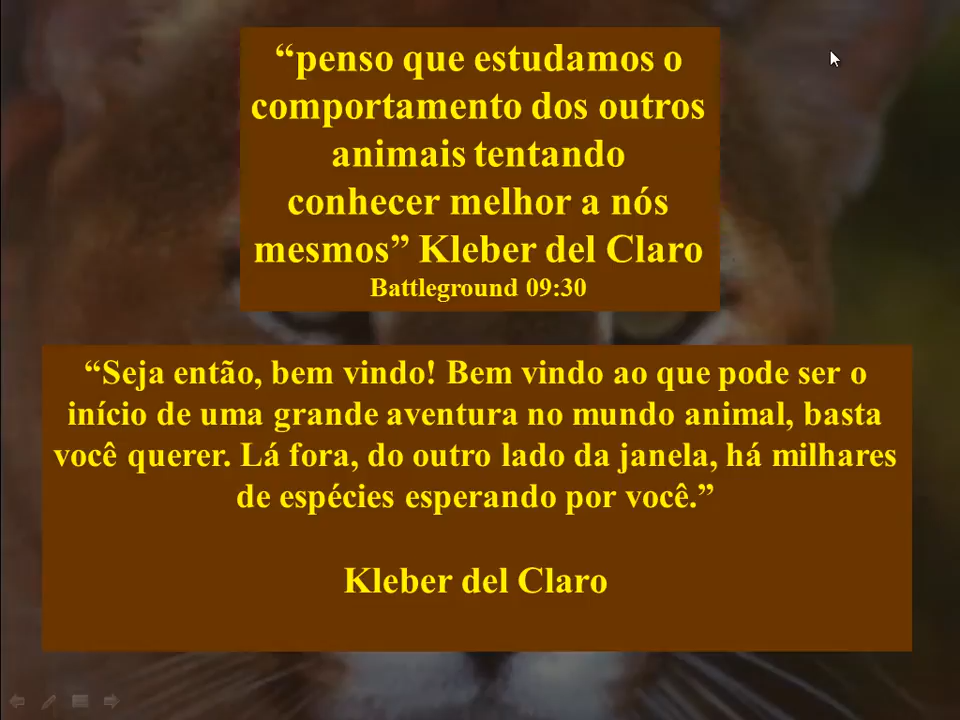 “penso que estudamos o
comportamento dos outros
animais tentando
conhecer melhor a nós
mesmos” Kleber del Claro
Battleground 09:30
“Seja então, bem vindo! Bem vindo ao que pode ser o
início de uma grande aventura no mundo animal, basta
você querer. Lá fora, do outro lado da janela, há milhares
de espécies esperando por você.”
Kleber del Claro